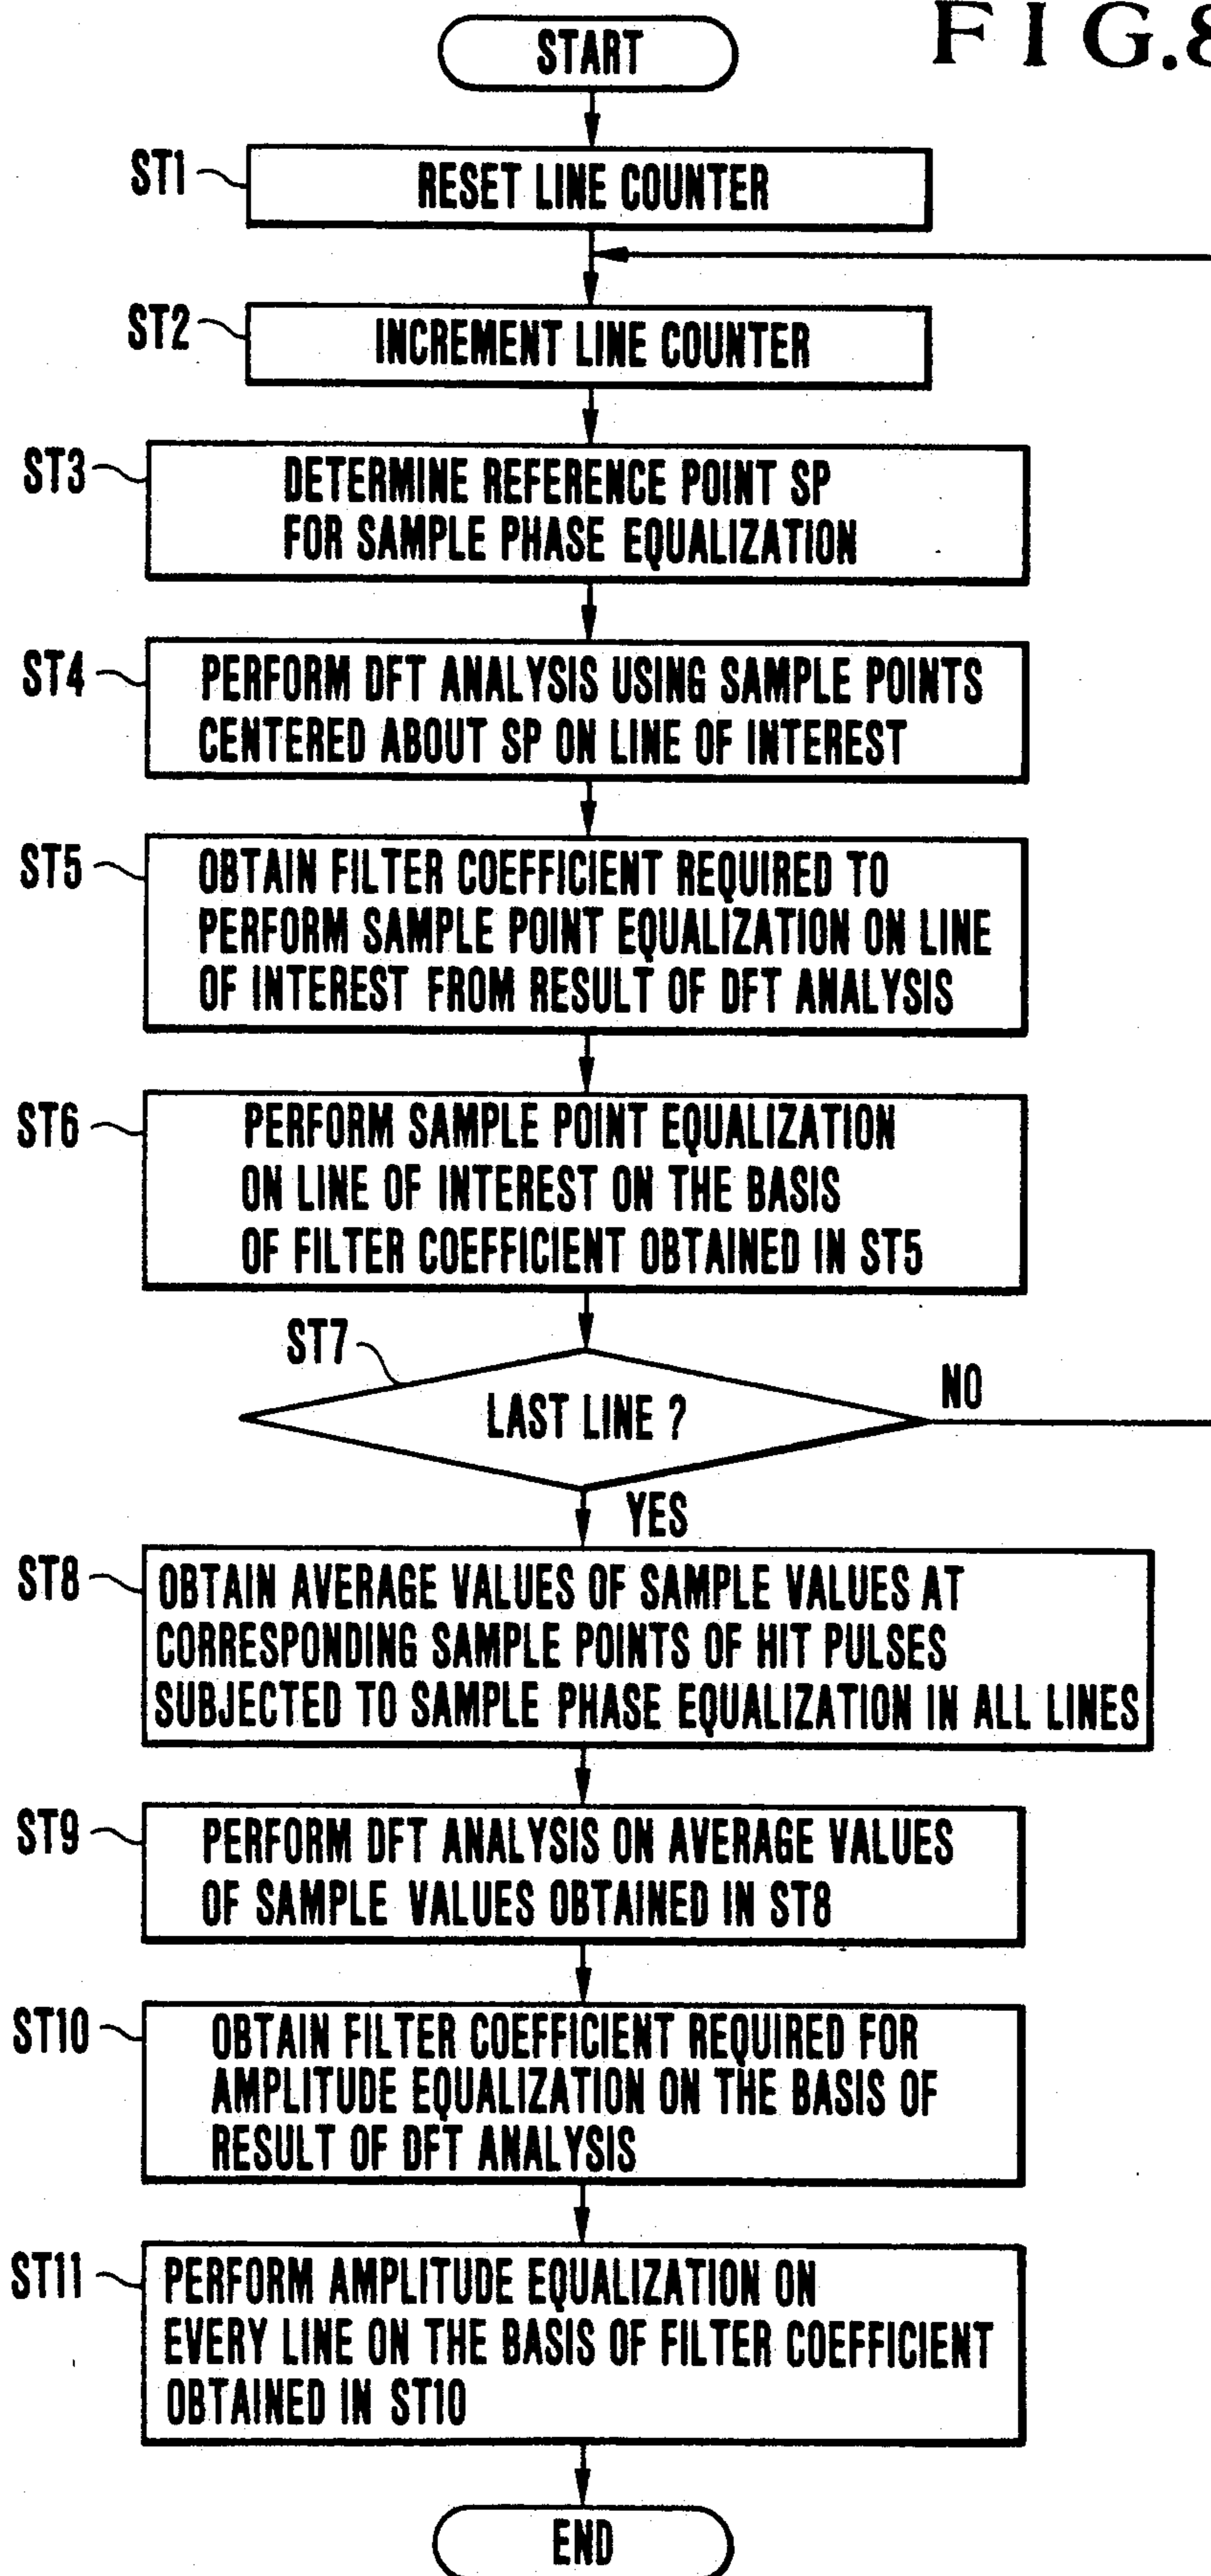 FIG.8
START
ST1
RESET LINE COUNTER
ST2
INCREMENT LINE COUNTER
ST3
DETERMINE REFERENCE POINT SP
FOR SAMPLE PHASE EQUALIZATION
ST4
PERFORM DFT ANALYSIS USING SAMPLE POINTS
CENTERED ABOUT SP ON LINE OF INTEREST
ST5
OBTAIN FILTER COEFFICIENT REQUIRED TO
PERFORM SAMPLE POINT EQUALIZATION ON LINE
OF INTEREST FROM RESULT OF DFT ANALYSIS
ST6
PERFORM SAMPLE POINT EQUALIZATION
ON LINE OF INTEREST ON THE BASIS
OF FILTER COEFFICIENT OBTAINED IN ST5
ST7
LAST LINE ?
NO
YES
ST8
OBTAIN AVERAGE VALUES OF SAMPLE VALUES AT
CORRESPONDING SAMPLE POINTS OF HIT PULSES
SUBJECTED TO SAMPLE PHASE EQUALIZATION IN ALL LINES
ST9
PERFORM DFT ANALYSIS ON AVERAGE VALUES
OF SAMPLE VALUES OBTAINED IN ST8
ST10
OBTAIN FILTER COEFFICIENT REQUIRED FOR
AMPLITUDE EQUALIZATION ON THE BASIS OF
RESULT OF DFT ANALYSIS
ST11
PERFORM AMPLITUDE EQUALIZATION ON
EVERY LINE ON THE BASIS OF FILTER COEFFICIENT
OBTAINED IN ST10
END